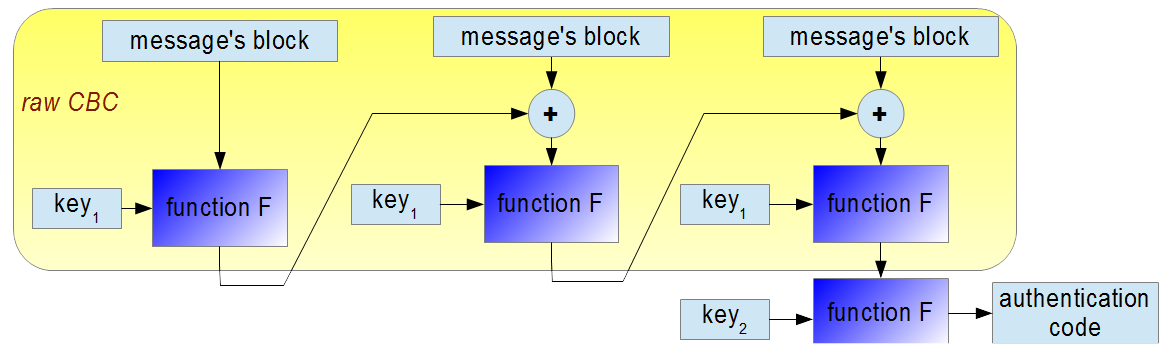 message's block
message's block
message's block
raw CBC
+
+
key1
function F
key1
function F
key1
function F
key2
function F
authentication
code